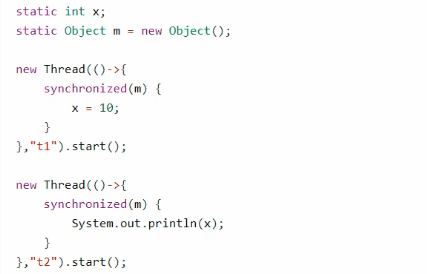 static int x;
static Object m = new Object();
new Thread(()->{
    synchronized(m) {
        x = 10;
    }
},"t1").start();
new Thread(()->{
    synchronized(m) {
        System.out.println(x);
    }
},"t2").start();